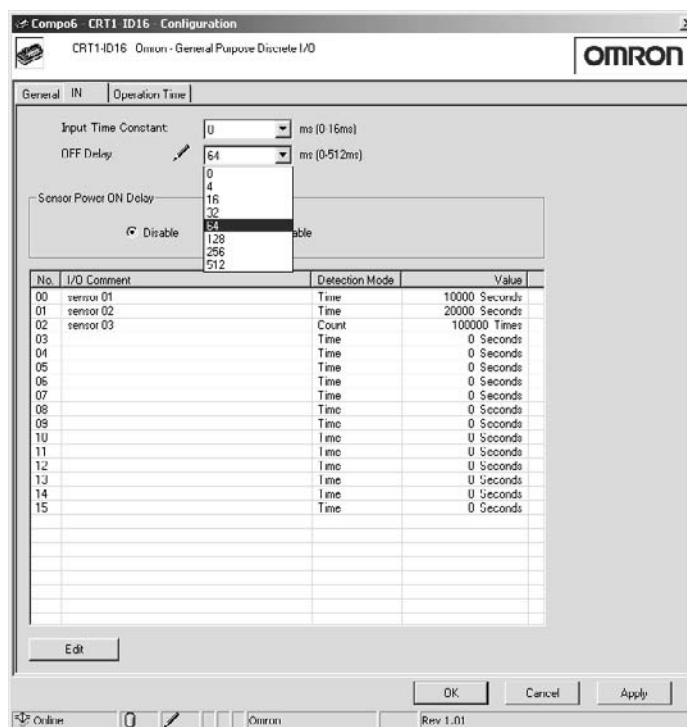 Compo6 - CRT1-ID16 - Configuration
CRT1-ID16 Omron - General Purpose Discrete I/O
OMRON
General IN Operation Time
Input Time Constant: 0 ms (0-16ms)
OFF Delay: 64 ms (0-512ms)
0
4
16
32
64
128
256
512
Sensor Power ON Delay
Disable able
No. I/O Comment Detection Mode Value
00 sensor 01 Time 10000 Seconds
01 sensor 02 Time 20000 Seconds
02 sensor 03 Count 100000 Times
03 Time 0 Seconds
04 Time 0 Seconds
05 Time 0 Seconds
06 Time 0 Seconds
07 Time 0 Seconds
08 Time 0 Seconds
09 Time 0 Seconds
10 Time 0 Seconds
11 Time 0 Seconds
12 Time 0 Seconds
13 Time 0 Seconds
14 Time 0 Seconds
15 Time 0 Seconds
Edit
OK Cancel Apply
Online Omron Rev 1.01